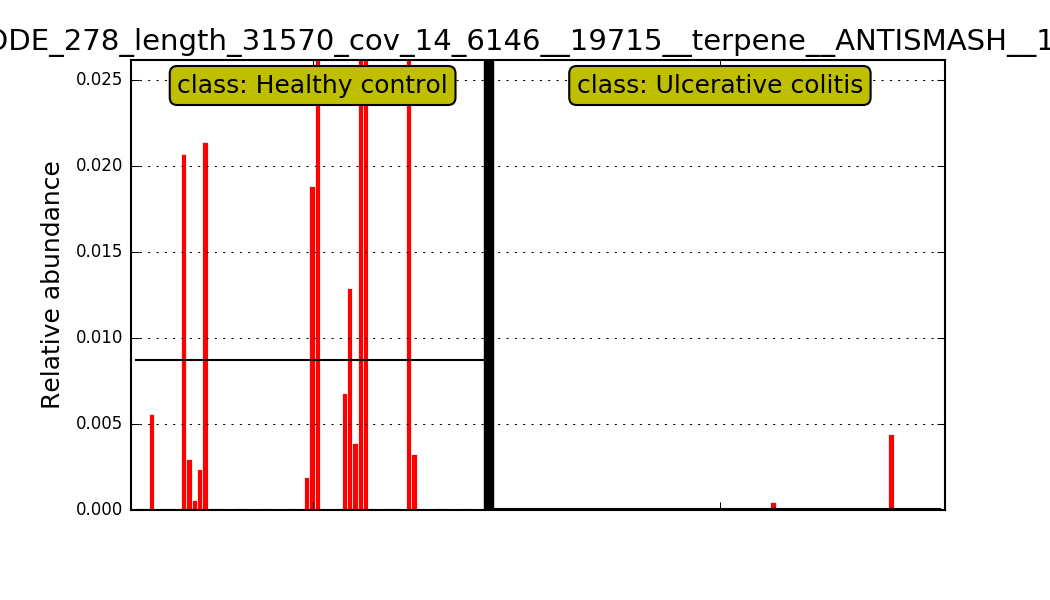 DDE_278_length_31570_cov_14_6146__19715__terpene__ANTISMASH__1
class: Healthy control
class: Ulcerative colitis
Relative abundance
0.025
0.020
0.015
0.010
0.005
0.000